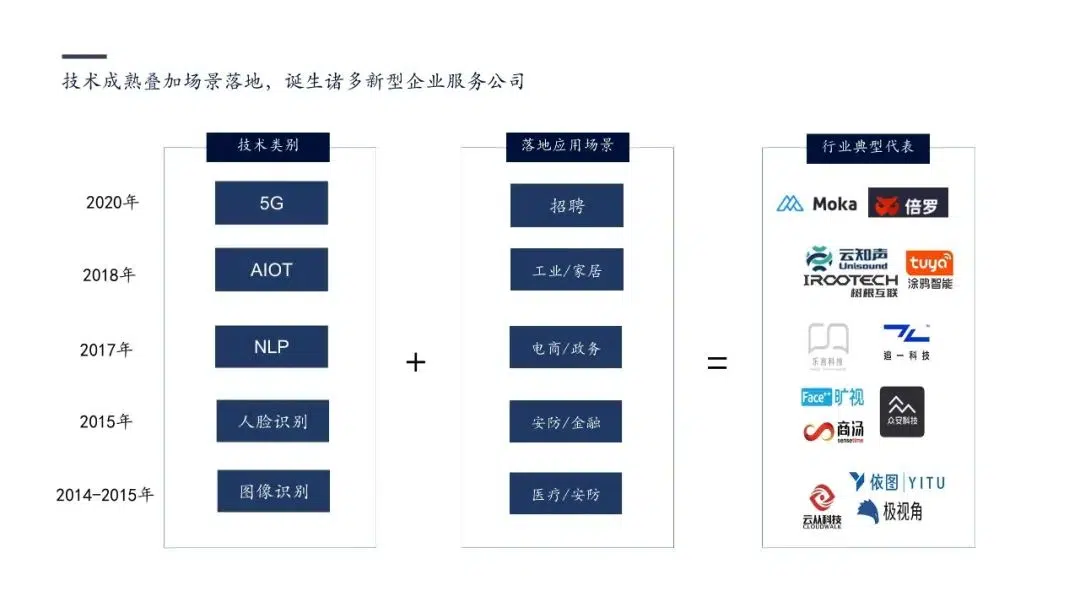 技术成熟叠加场景落地，诞生诸多新型企业服务公司
技术类别
落地应用场景
行业典型代表
2020年
5G
招聘
Moka
倍罗
2018年
AIOT
工业/家居
云知声
Unisound
IROOTECH
树根互联
tuya
涂鸦智能
2017年
NLP
+
电商/政务
=
乐言科技
追一科技
2015年
人脸识别
安防/金融
Face++ 旷视
商汤
sensetime
众安科技
2014-2015年
图像识别
医疗/安防
云从科技
CLOUDWALK
依图 YITU
极视角